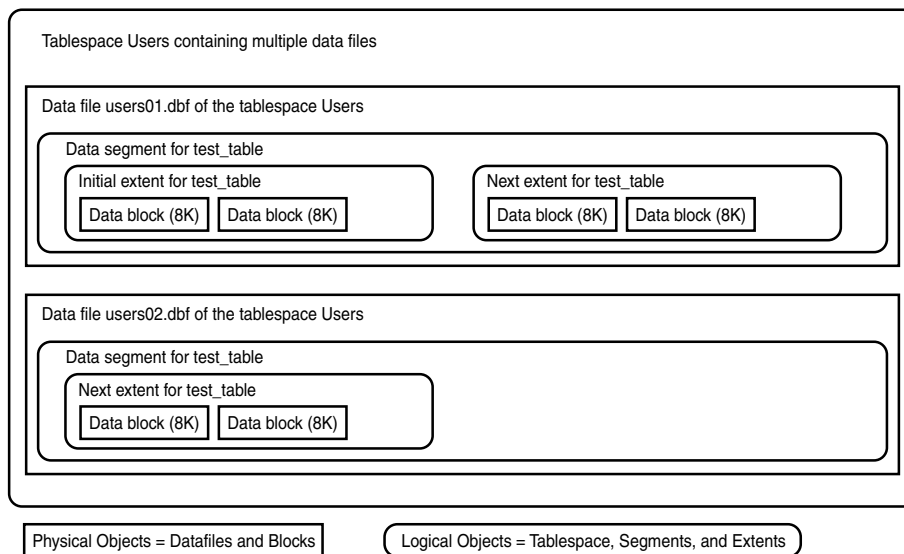 Tablespace Users containing multiple data files
Data file users01.dbf of the tablespace Users
Data segment for test_table
Initial extent for test_table
Next extent for test_table
Data block (8K) Data block (8K) Data block (8K) Data block (8K)
Data file users02.dbf of the tablespace Users
Data segment for test_table
Next extent for test_table
Data block (8K) Data block (8K)
Physical Objects = Datafiles and Blocks
Logical Objects = Tablespace, Segments, and Extents